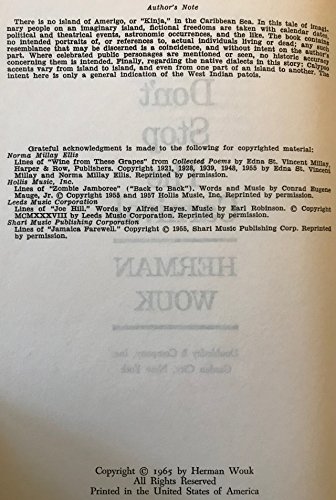 Author's Note
There is no island of Amerigo, or "Kinja," in the Caribbean Sea. In this tale of imaginary people on an imaginary island, fictional freedoms are taken with calendar dates, political and theatrical events, astronomic occurrences, and the like. The book contains
no intended portraits of, or references to, actual individuals living or dead; any such
resemblance that may be discerned is a coincidence, and without intent on the author's
part. Where celebrated public personages are mentioned or seen, no historic accuracy
concerning them is intended. Finally, regarding the native dialects in this story: Calypso
accents vary from island to island, and even from one part of an island to another. The
intent here is only a general indication of the West Indian patois.
Don't
Stop
Grateful acknowledgment is made to the following for copyrighted material:
Norma Millay Ellis
Lines of "Wine from These Grapes" from Collected Poems by Edna St. Vincent Millay,
Harper & Row, Publishers. Copyright 1921, 1928, 1939, 1948, 1955 by Edna St. Vincent
Millay and Norma Millay Ellis. Reprinted by permission.
Hollis Music, Inc.
Lines of "Zombie Jamboree" ("Back to Back"). Words and Music by Conrad Eugene
Mauge, Jr. © Copyright 1955 and 1957 Hollis Music, Inc. Reprinted by permission.
Leeds Music Corporation
Lines of "Joe Hill." Words by Alfred Hayes. Music by Earl Robinson. © Copyright
MCMXXXVIII by Leeds Music Corporation. Reprinted by permission.
Shari Music Publishing Corporation
Lines of "Jamaica Farewell." Copyright © 1955, Shari Music Publishing Corp. Reprinted
by permission.
HERMAN
WOUK
Doubleday & Company, Inc.
Garden City, New York
Copyright © 1965 by Herman Wouk
All Rights Reserved
Printed in the United States of America